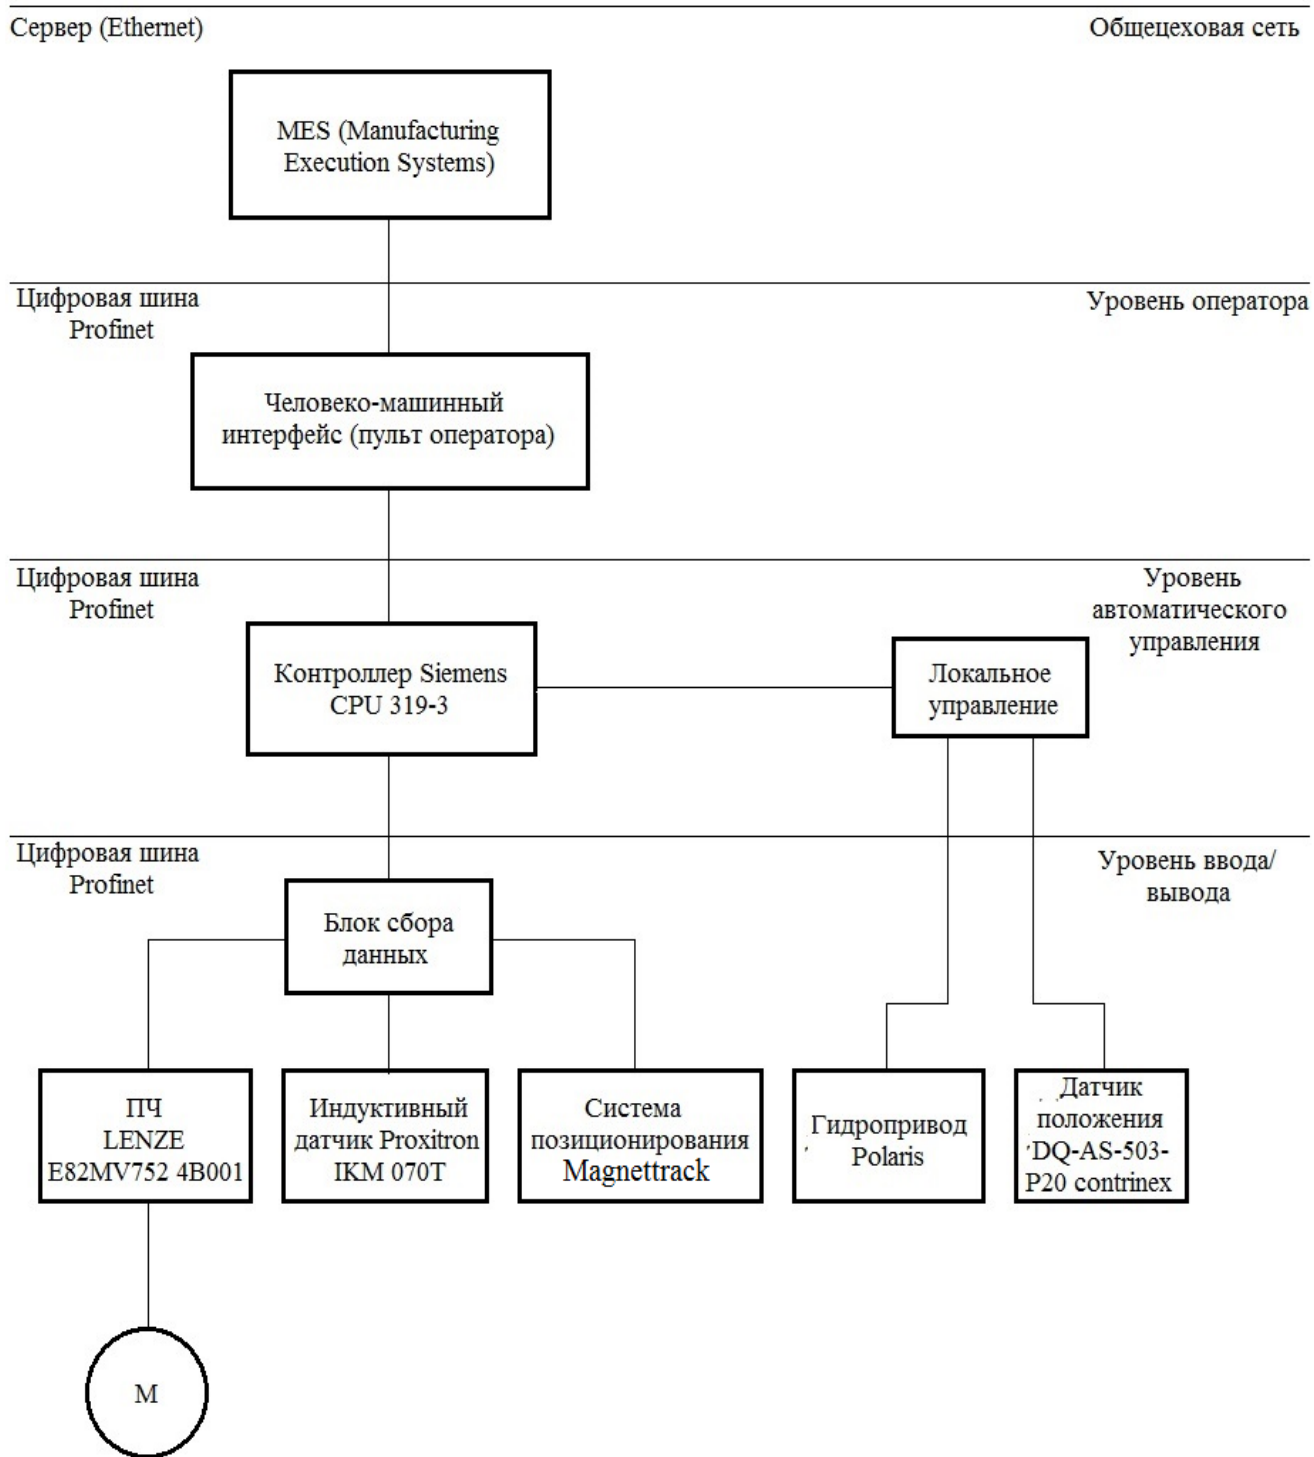 Сервер (Ethernet)
Общецеховая сеть
MES (Manufacturing
Execution Systems)
Цифровая шина
Profinet
Уровень оператора
Человеко-машинный
интерфейс (пульт оператора)
Цифровая шина
Profinet
Уровень
автоматического
управления
Контроллер Siemens
CPU 319-3
Локальное
управление
Цифровая шина
Profinet
Уровень ввода/
вывода
Блок сбора
данных
ПЧ
LENZE
E82MV752 4B001
Индуктивный
датчик Proxitron
IKM 070T
Система
позиционирования
Magnettrack
Гидропривод
Polaris
Датчик
положения
DQ-AS-503-
P20 contrinex
М